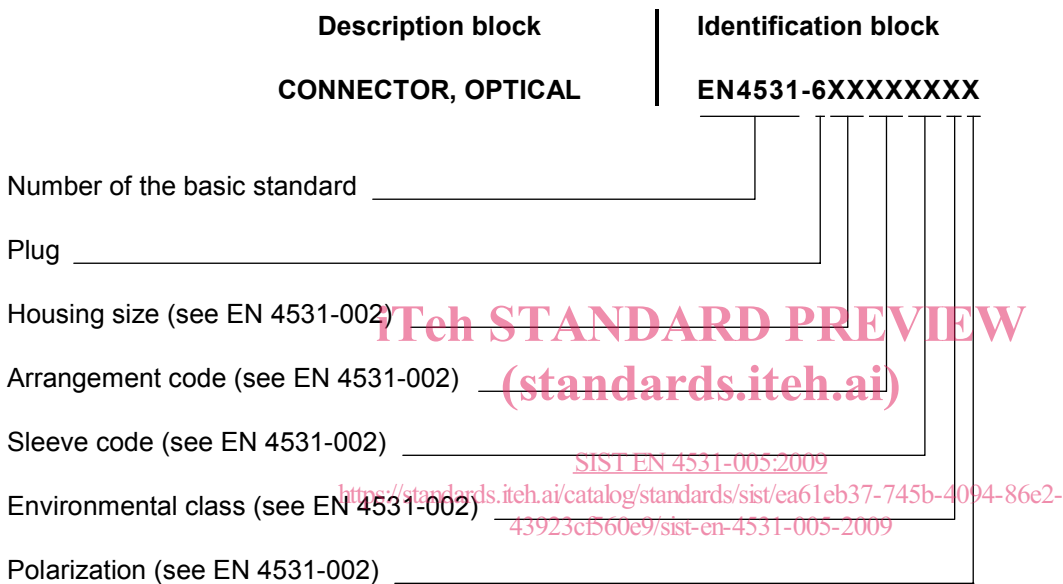 Description block
Identification block
CONNECTOR, OPTICAL
EN4531-6XXXXXXXX
Number of the basic standard
Plug
Housing size (see EN 4531-002)
iTeh STANDARD PREVIEW
Arrangement code (see EN 4531-002)
(standards.iteh.ai)
Sleeve code (see EN 4531-002)
SIST EN 4531-005:2009
https://standards.iteh.ai/catalog/standards/sist/ea61eb37-745b-4094-86e2-
Environmental class (see EN 4531-002)
43923cf560e9/sist-en-4531-005-2009
Polarization (see EN 4531-002)